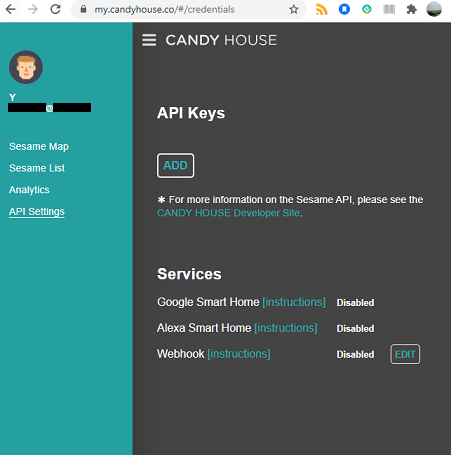 my.candyhouse.co/#/credentials
CANDY HOUSE
Y
@
Sesame Map
Sesame List
Analytics
API Settings
API Keys
ADD
✱ For more information on the Sesame API, please see the
CANDY HOUSE Developer Site.
Services
Google Smart Home [instructions] Disabled
Alexa Smart Home [instructions] Disabled
Webhook [instructions] Disabled EDIT